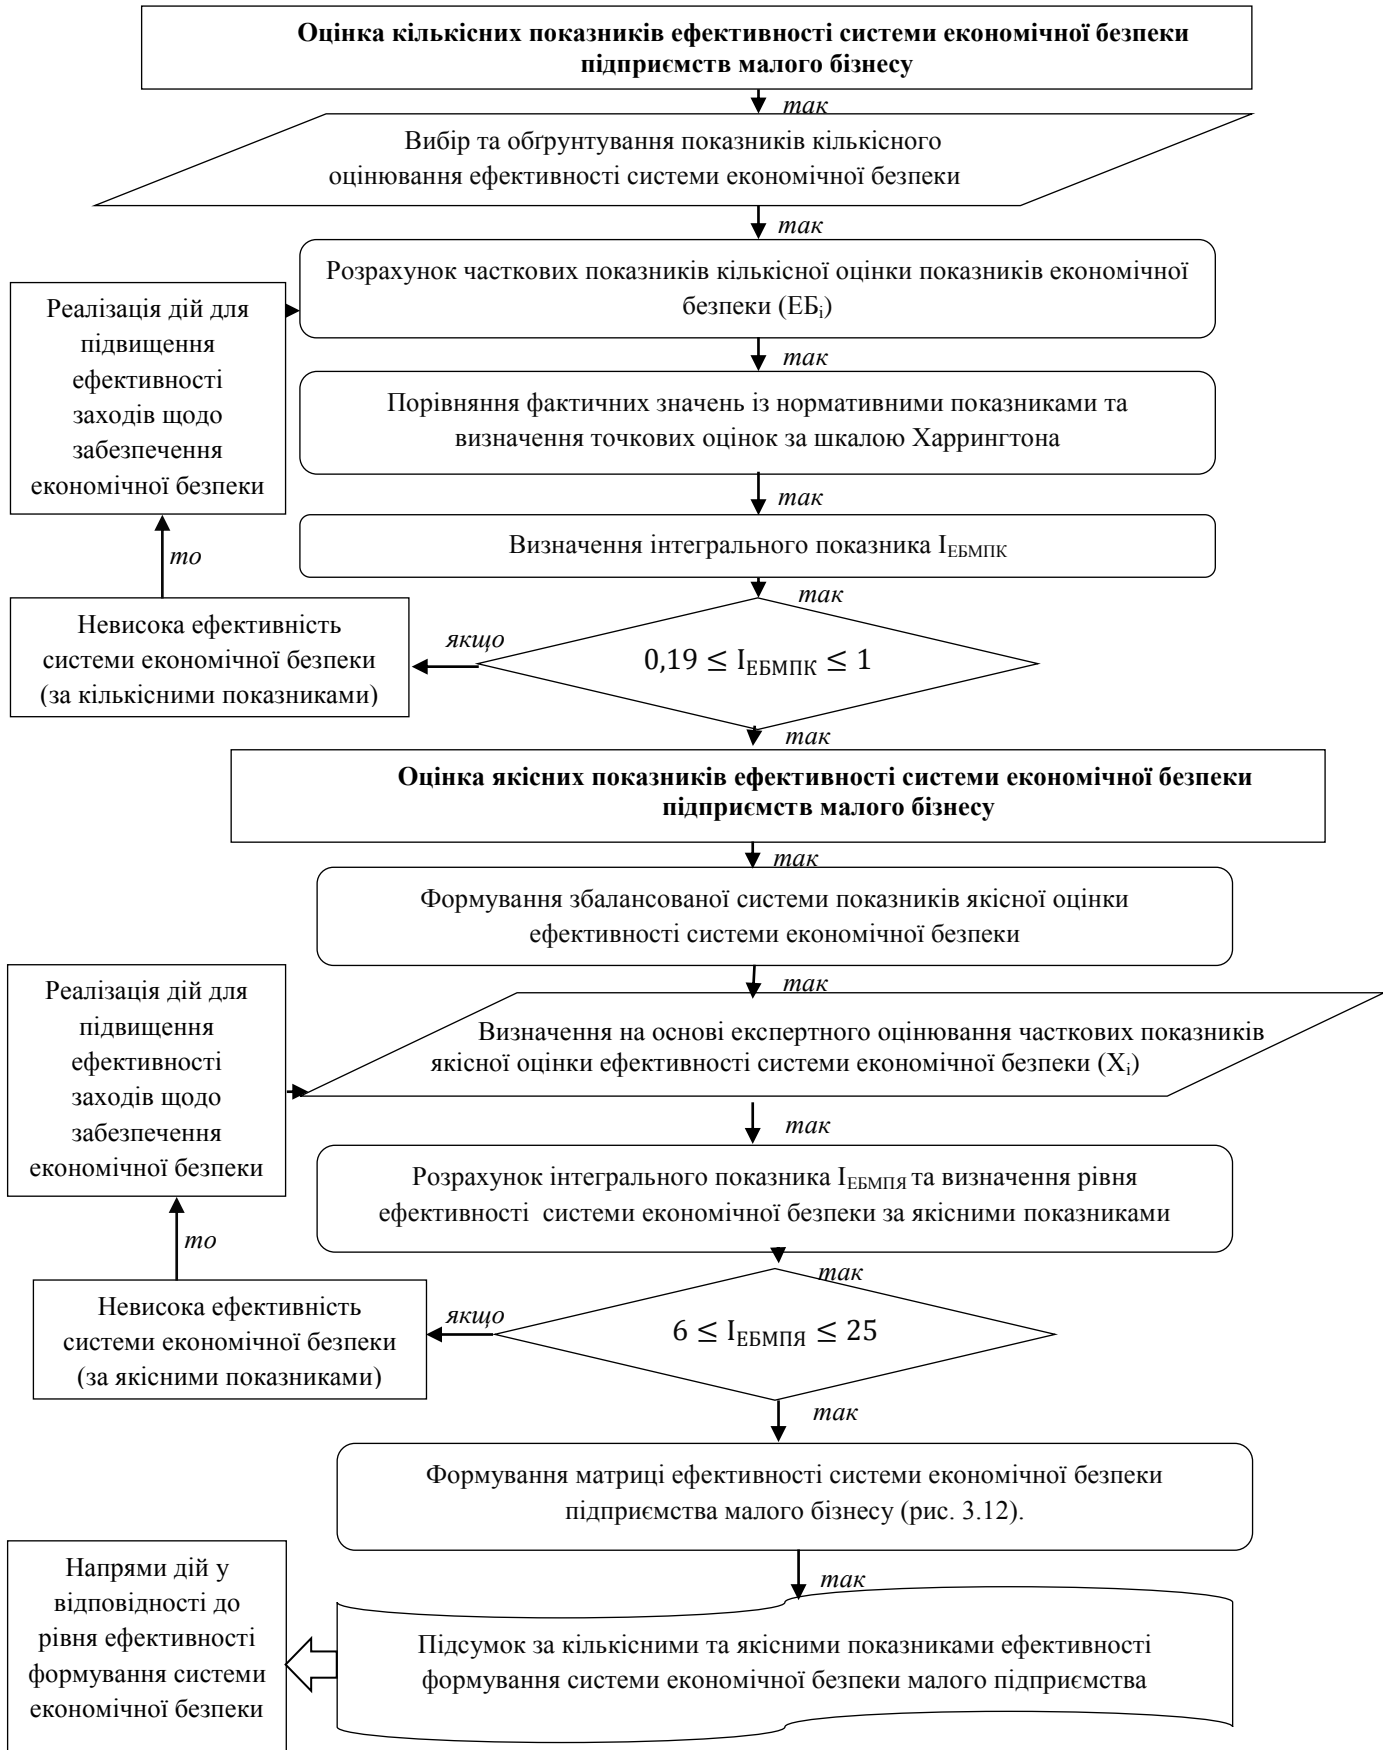 Оцінка кількісних показників ефективності системи економічної безпеки
підприємств малого бізнесу
так
Вибір та обґрунтування показників кількісного
оцінювання ефективності системи економічної безпеки
так
Розрахунок часткових показників кількісної оцінки показників економічної
безпеки (ЕБᵢ)
Реалізація дій для
підвищення
ефективності
заходів щодо
забезпечення
економічної безпеки
так
Порівняння фактичних значень із нормативними показниками та
визначення точкових оцінок за шкалою Харрингтона
так
Визначення інтегрального показника I_ЕБМПК
то
так
Невисока ефективність
системи економічної безпеки
(за кількісними показниками)
якщо
0,19 ≤ I_ЕБМПК ≤ 1
так
Оцінка якісних показників ефективності системи економічної безпеки
підприємств малого бізнесу
так
Формування збалансованої системи показників якісної оцінки
ефективності системи економічної безпеки
так
Реалізація дій для
підвищення
ефективності
заходів щодо
забезпечення
економічної безпеки
Визначення на основі експертного оцінювання часткових показників
якісної оцінки ефективності системи економічної безпеки (Xᵢ)
так
Розрахунок інтегрального показника I_ЕБМПЯ та визначення рівня
ефективності системи економічної безпеки за якісними показниками
то
так
Невисока ефективність
системи економічної безпеки
(за якісними показниками)
якщо
6 ≤ I_ЕБМПЯ ≤ 25
так
Формування матриці ефективності системи економічної безпеки
підприємства малого бізнесу (рис. 3.12).
так
Напрями дій у
відповідності до
рівня ефективності
формування системи
економічної безпеки
Підсумок за кількісними та якісними показниками ефективності
формування системи економічної безпеки малого підприємства